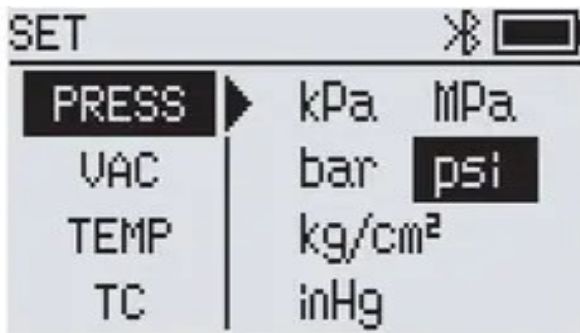 SET
PRESS kPa MPa
VAC bar psi
TEMP kg/cm²
TC inHg